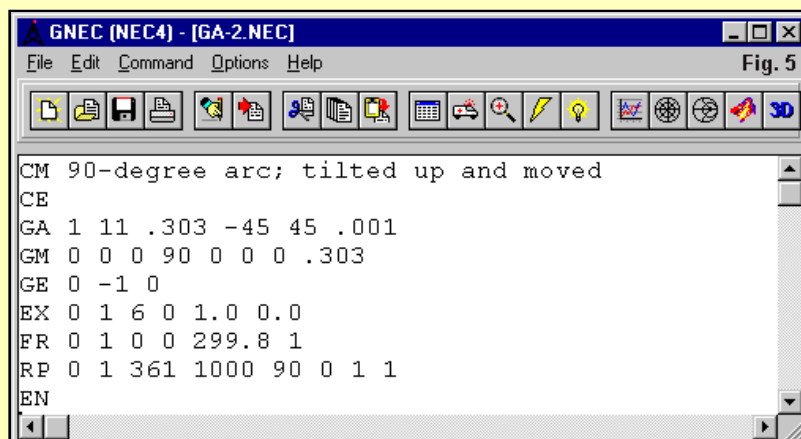 GNEC (NEC4) - [GA-2.NEC]
File Edit Command Options Help Fig. 5
3D
CM 90-degree arc; tilted up and moved
CE
GA 1 11 .303 -45 45 .001
GM 0 0 0 90 0 0 0 .303
GE 0 -1 0
EX 0 1 6 0 1.0 0.0
FR 0 1 0 0 299.8 1
RP 0 1 361 1000 90 0 1 1
EN